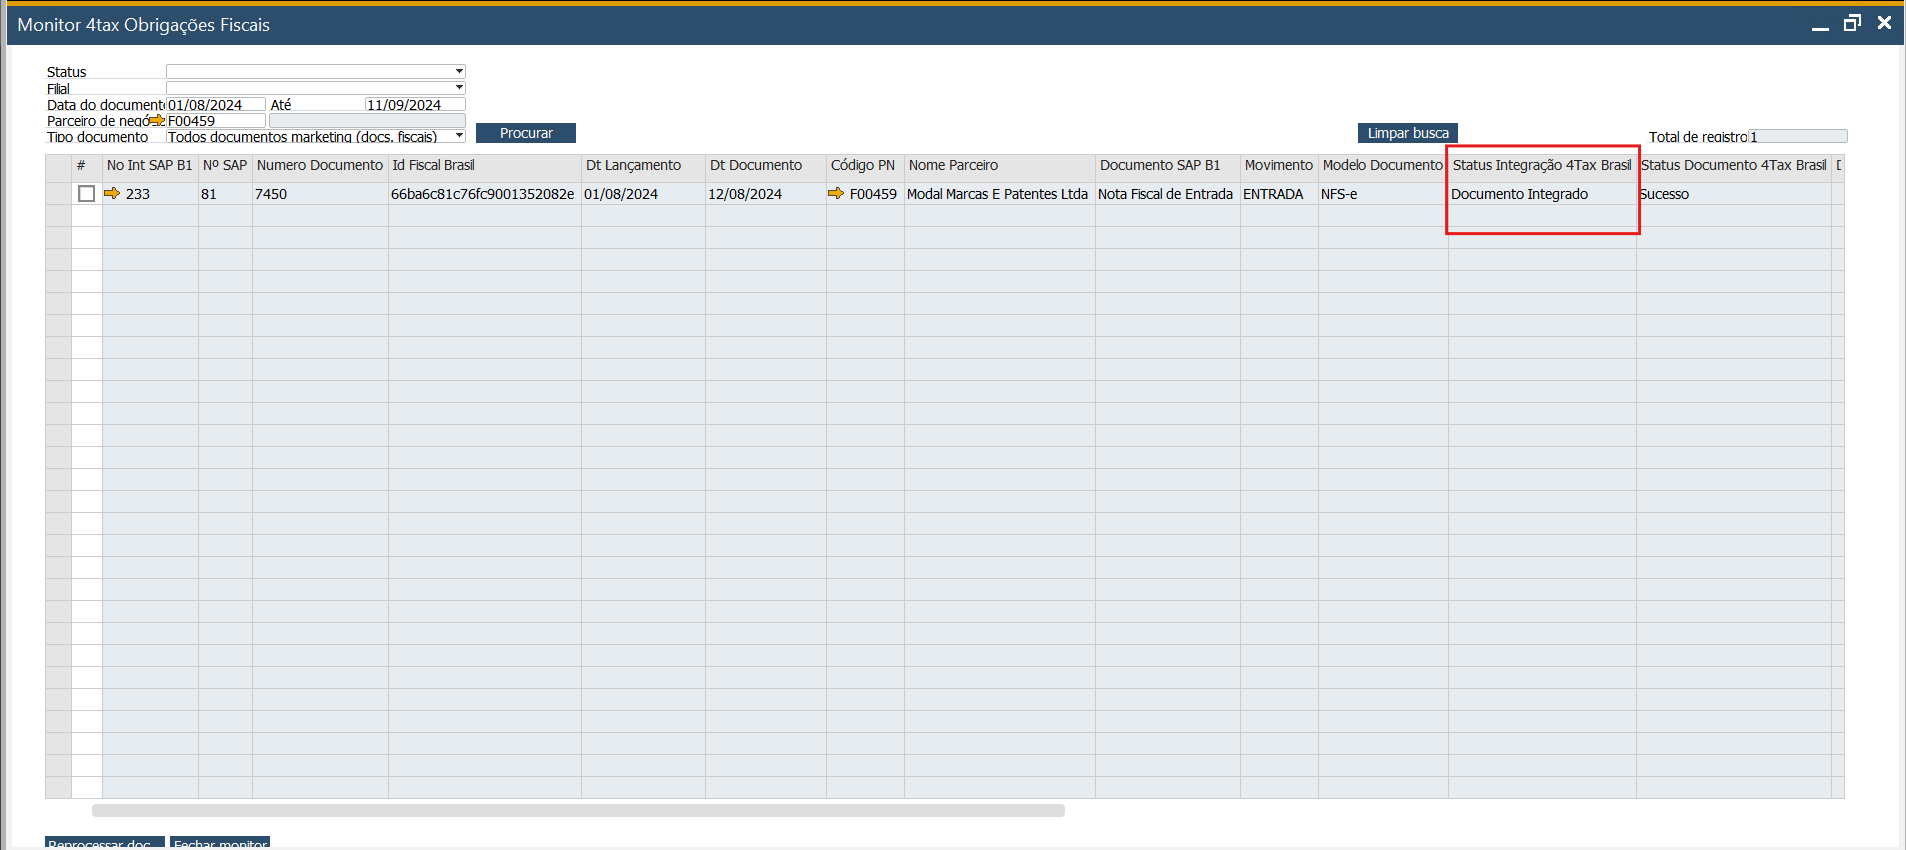 Monitor 4tax Obrigações Fiscais
Status
Filial
Data do documento 01/08/2024 Até 11/09/2024
Parceiro de negó F00459
Tipo documento Todos documentos marketing (docs. fiscais) Procurar Limpar busca Total de registro 1
# No Int SAP B1 Nº SAP Numero Documento Id Fiscal Brasil Dt Lançamento Dt Documento Código PN Nome Parceiro Documento SAP B1 Movimento Modelo Documento Status Integração 4Tax Brasil Status Documento 4Tax Brasil D
233 81 7450 66ba6c81c76fc9001352082e 01/08/2024 12/08/2024 F00459 Modal Marcas E Patentes Ltda Nota Fiscal de Entrada ENTRADA NFS-e Documento Integrado Sucesso
Reprocessar doc... Fechar monitor